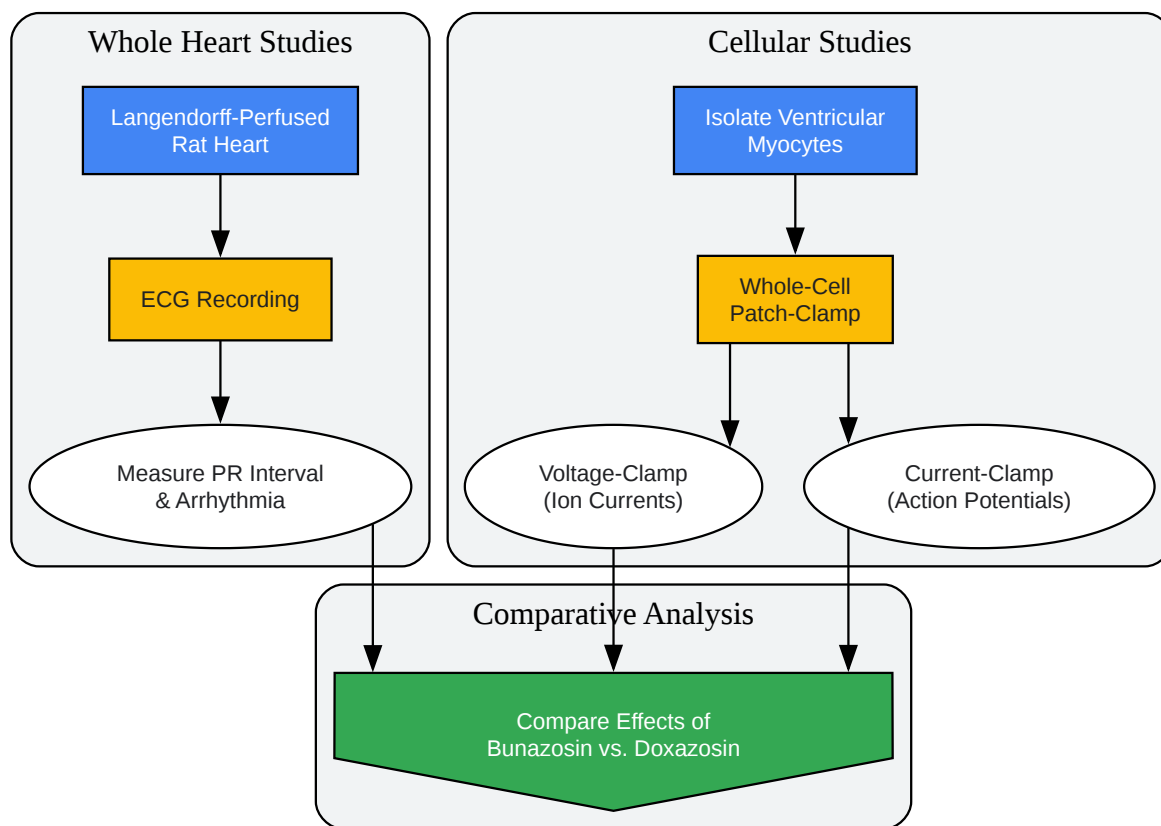 Whole Heart Studies
Langendorff-Perfused
Rat Heart
ECG Recording
Measure PR Interval
& Arrhythmia
Cellular Studies
Isolate Ventricular
Myocytes
Whole-Cell
Patch-Clamp
Voltage-Clamp
(Ion Currents)
Current-Clamp
(Action Potentials)
Comparative Analysis
Compare Effects of
Bunazosin vs. Doxazosin